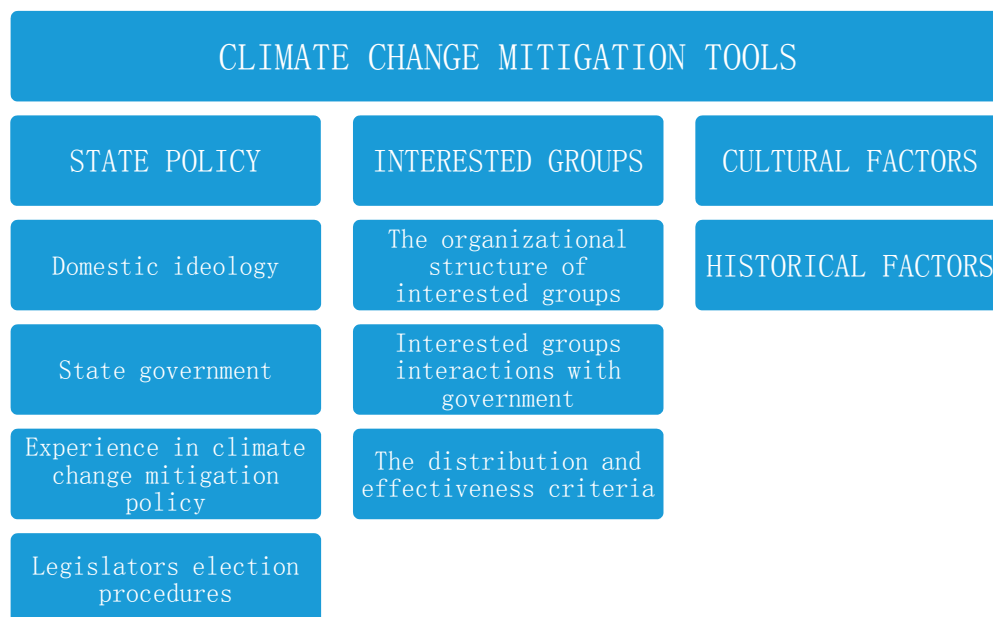 CLIMATE CHANGE MITIGATION TOOLS
STATE POLICY
Domestic ideology
State government
Experience in climate
change mitigation
policy
Legislators election
procedures
INTERESTED GROUPS
The organizational
structure of
interested groups
Interested groups
interactions with
government
The distribution and
effectiveness criteria
CULTURAL FACTORS
HISTORICAL FACTORS